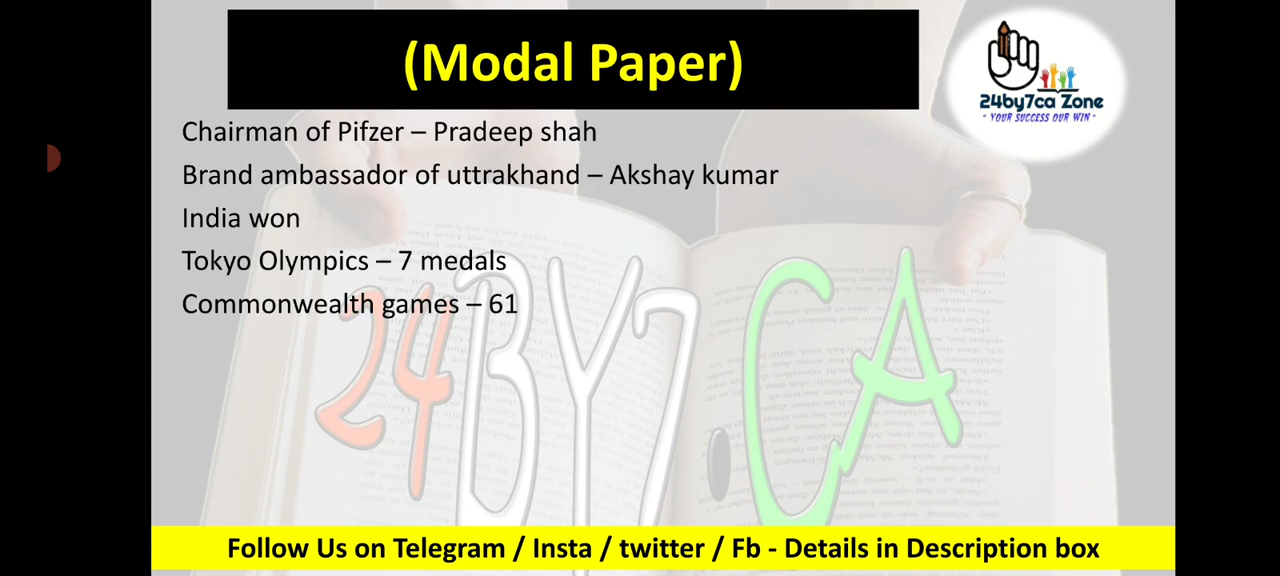 (Modal Paper)
24by7ca Zone
" YOUR SUCCESS OUR WIN "
Chairman of Pifzer – Pradeep shah
Brand ambassador of uttrakhand – Akshay kumar
India won
Tokyo Olympics – 7 medals
Commonwealth games – 61
24BY7.CA
Follow Us on Telegram / Insta / twitter / Fb - Details in Description box